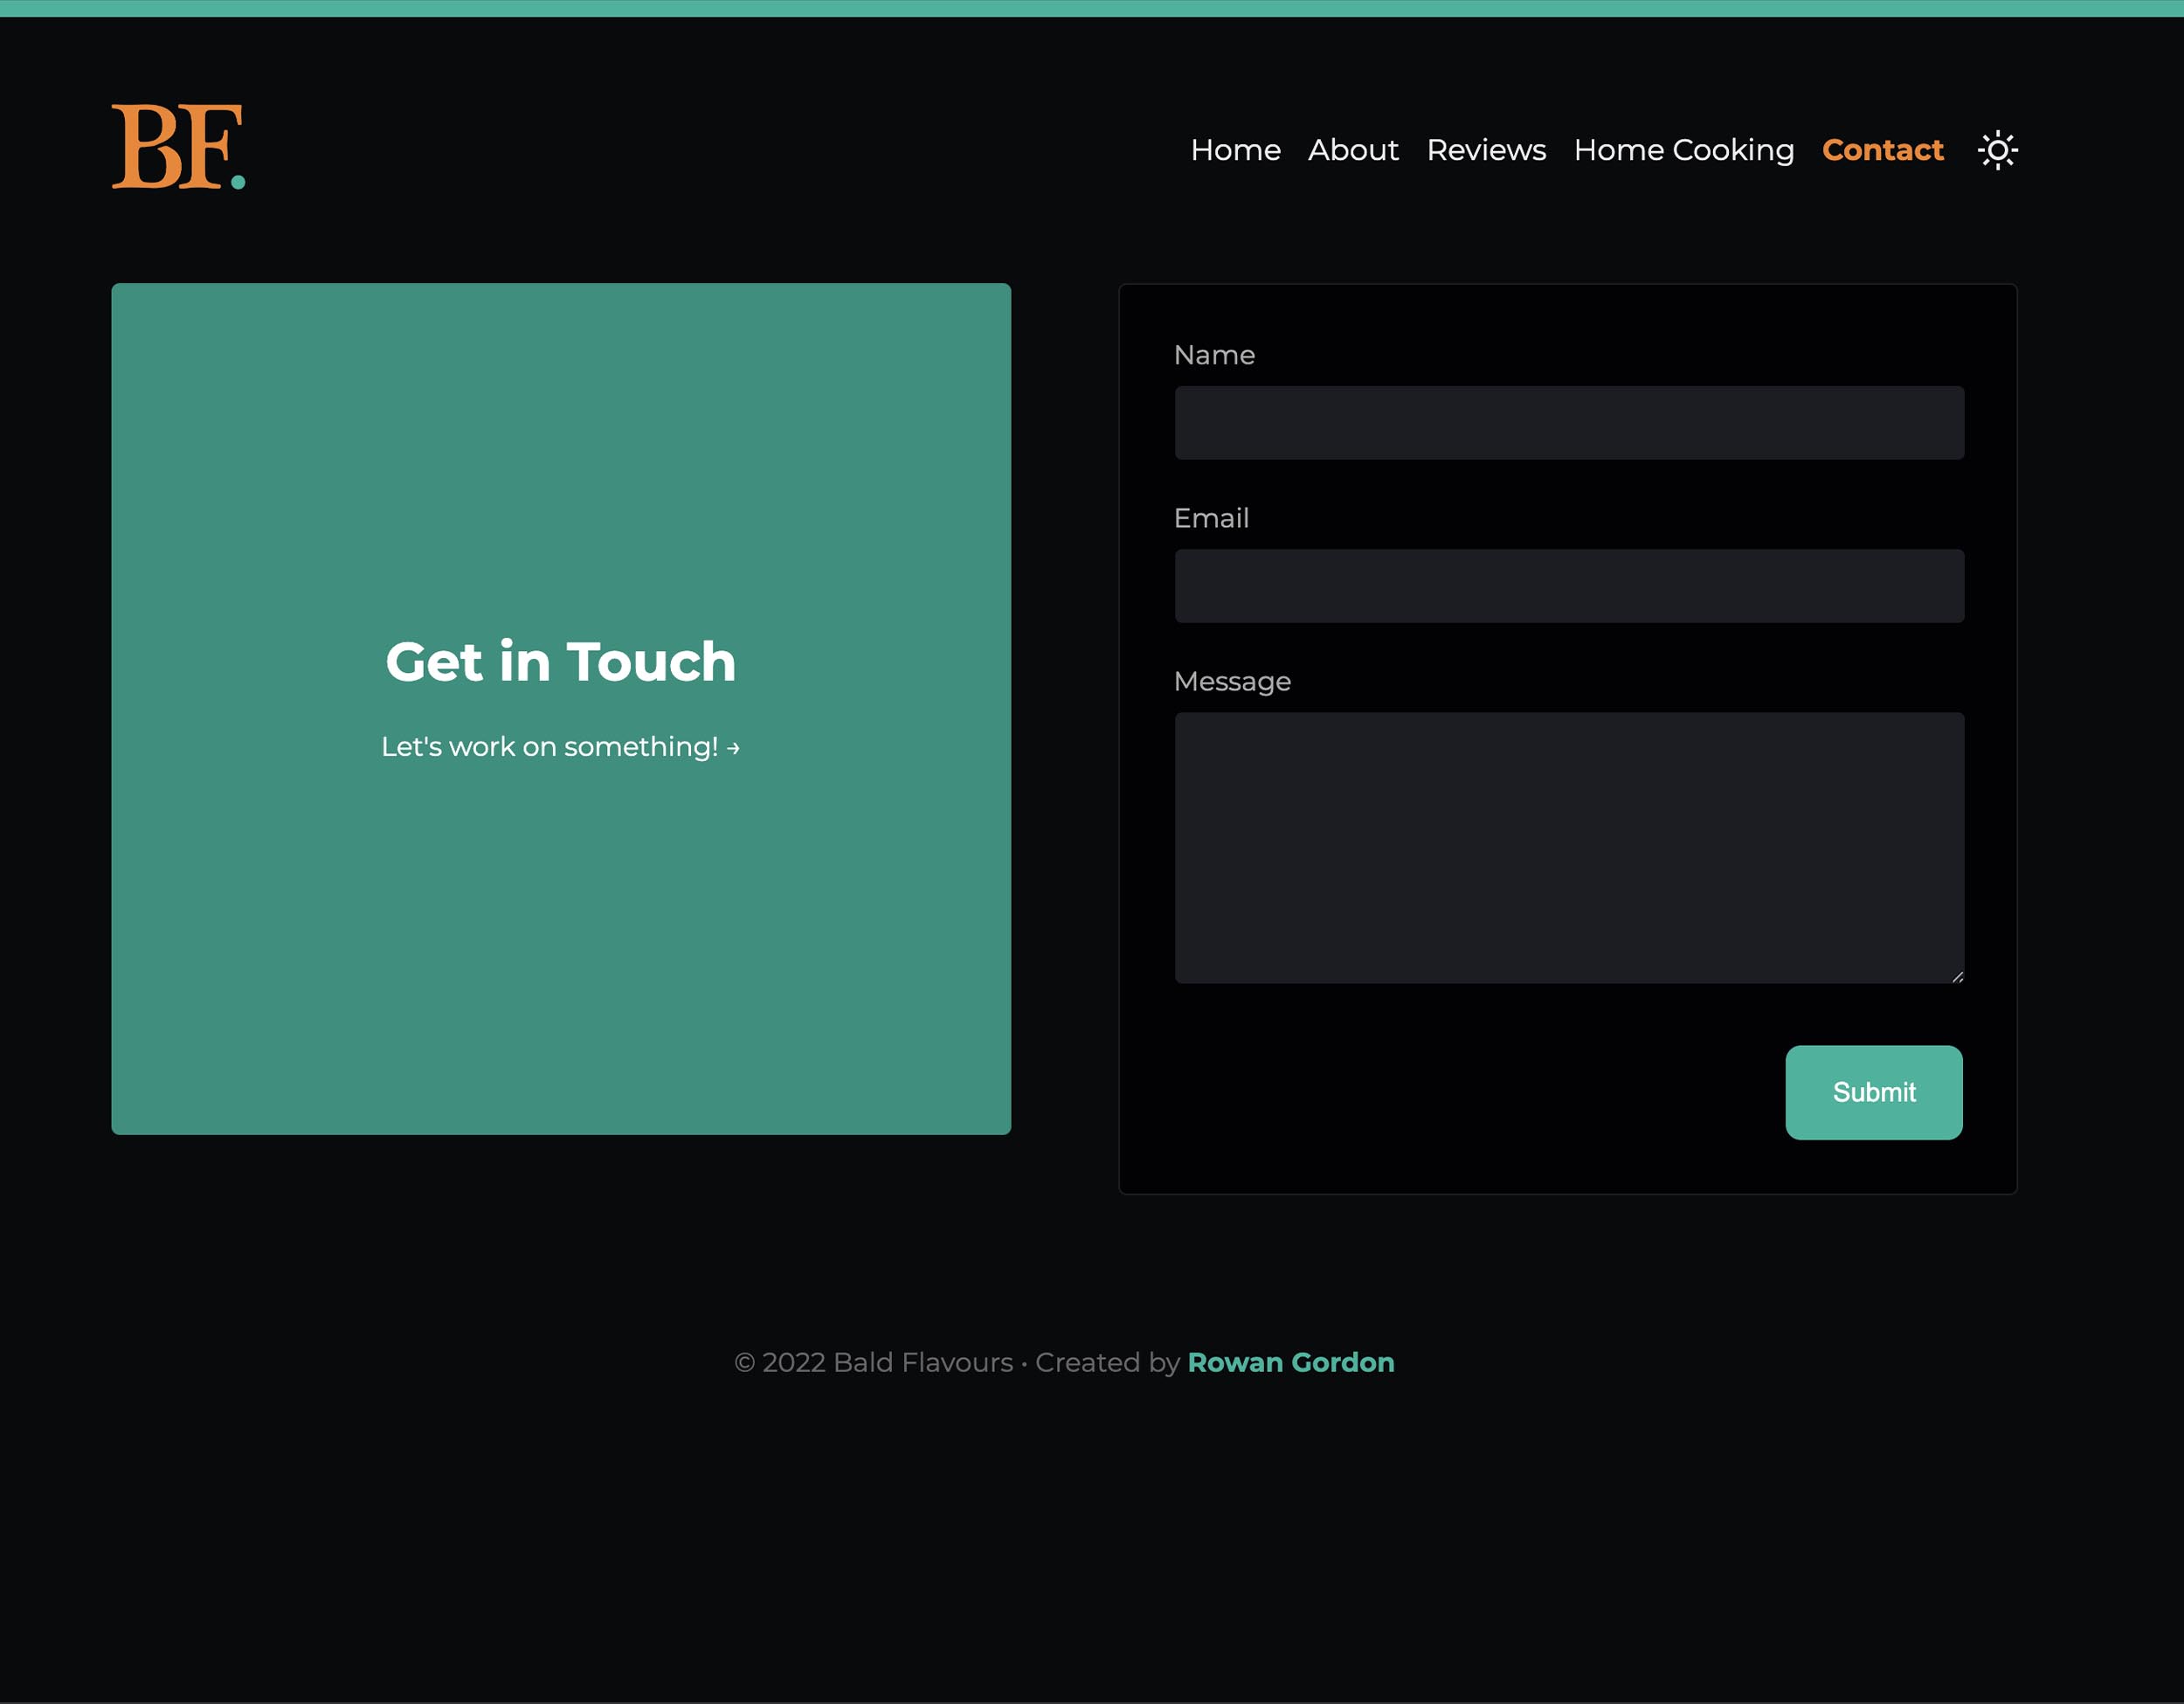 BF.
Home About Reviews Home Cooking Contact
Get in Touch
Let's work on something! →
Name
Email
Message
Submit
© 2022 Bald Flavours • Created by Rowan Gordon